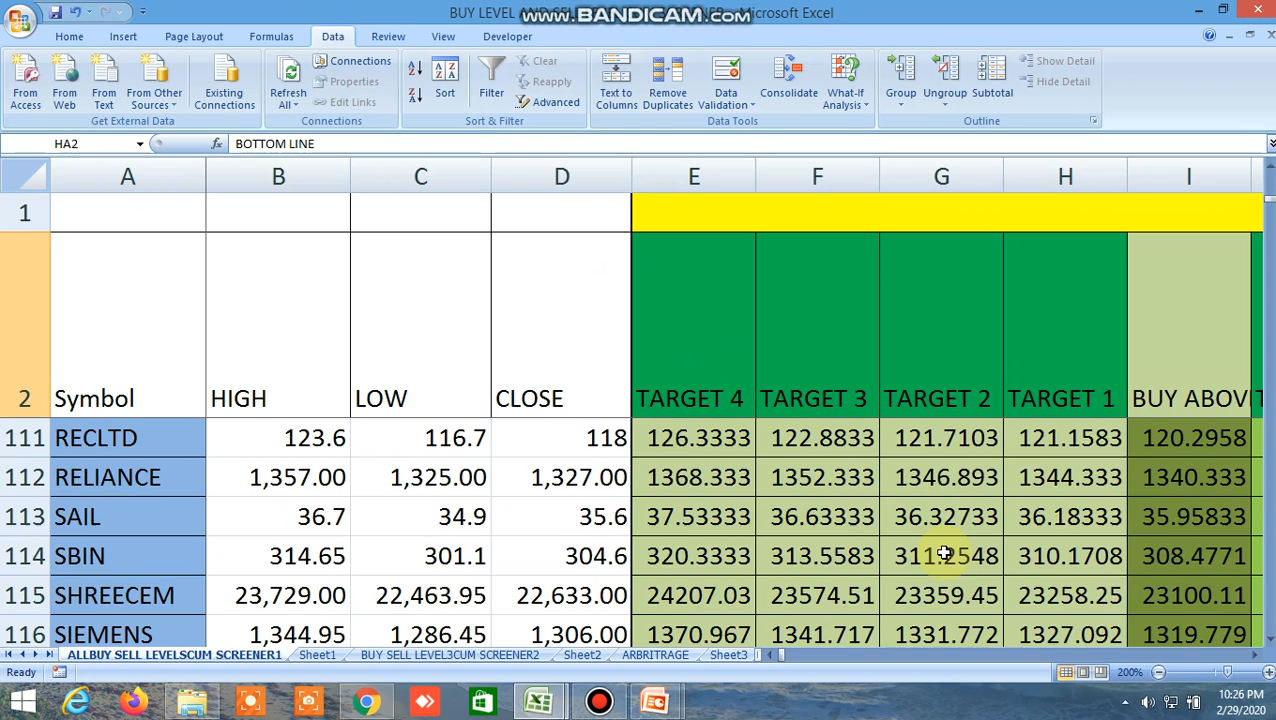 BUY LEVEL AND SE
www.BANDICAM.com
- Microsoft Excel
Home Insert Page Layout Formulas Data Review View Developer
From Access
From Web
From Text
From Other Sources
Existing Connections
Get External Data
Refresh All
Connections
Properties
Edit Links
Connections
Sort
Filter
Clear
Reapply
Advanced
Sort & Filter
Text to Columns
Remove Duplicates
Data Validation
Consolidate
What-If Analysis
Data Tools
Group
Ungroup
Subtotal
Show Detail
Hide Detail
Outline
HA2 fx BOTTOM LINE
A B C D E F G H I
1
2 Symbol HIGH LOW CLOSE TARGET 4 TARGET 3 TARGET 2 TARGET 1 BUY ABOV
111 RECLTD 123.6 116.7 118 126.3333 122.8833 121.7103 121.1583 120.2958
112 RELIANCE 1,357.00 1,325.00 1,327.00 1368.333 1352.333 1346.893 1344.333 1340.333
113 SAIL 36.7 34.9 35.6 37.53333 36.63333 36.32733 36.18333 35.95833
114 SBIN 314.65 301.1 304.6 320.3333 313.5583 311.2548 310.1708 308.4771
115 SHREECEM 23,729.00 22,463.95 22,633.00 24207.03 23574.51 23359.45 23258.25 23100.11
116 SIEMENS 1,344.95 1,286.45 1,306.00 1370.967 1341.717 1331.772 1327.092 1319.779
ALLBUY SELL LEVELSCUM SCREENER1 Sheet1 BUY SELL LEVEL3CUM SCREENER2 Sheet2 ARBRITRAGE Sheet3
Ready 200%
10:26 PM
2/29/2020